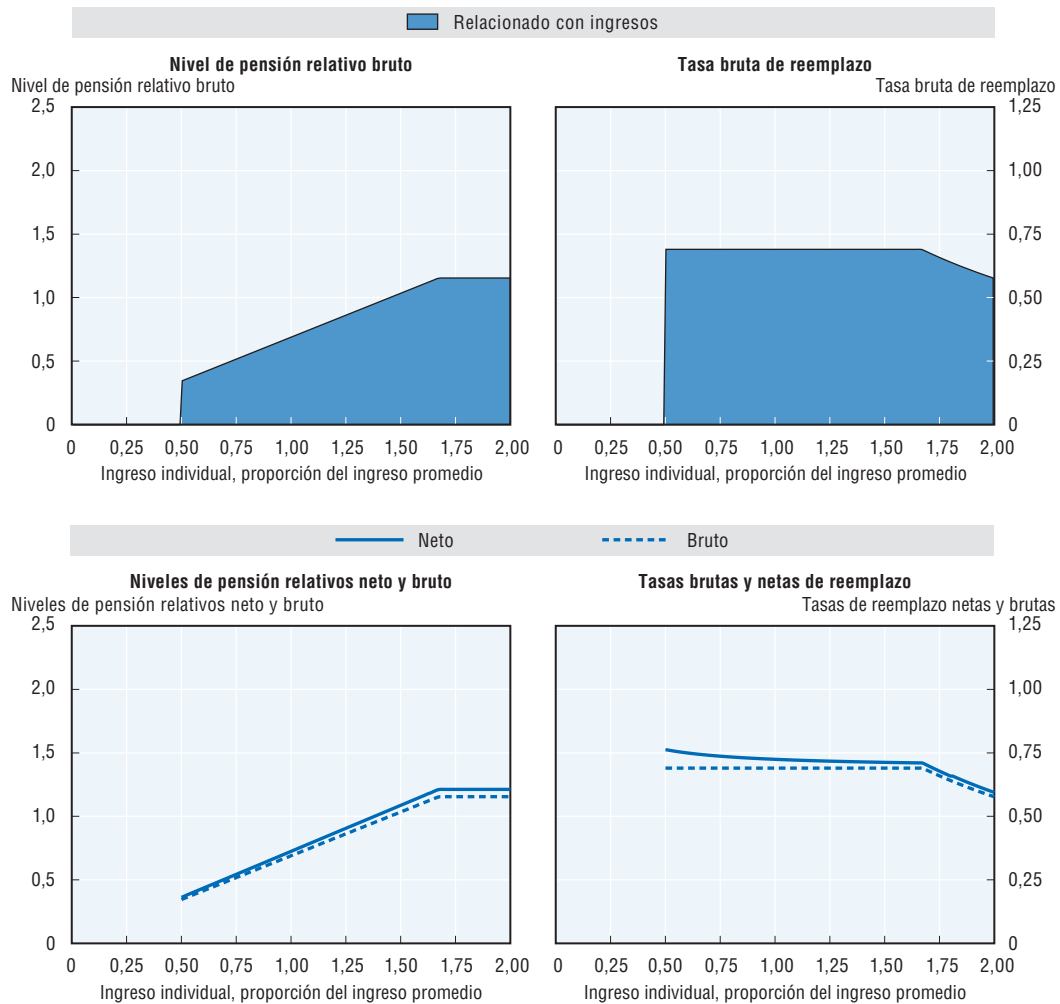 Relacionado con ingresos
Nivel de pensión relativo bruto
Nivel de pensión relativo bruto
2,5
2,0
1,5
1,0
0,5
0
0 0,25 0,50 0,75 1,00 1,25 1,50 1,75 2,00
Ingreso individual, proporción del ingreso promedio
Tasa bruta de reemplazo
Tasa bruta de reemplazo
1,25
1,00
0,75
0,50
0,25
0
0 0,25 0,50 0,75 1,00 1,25 1,50 1,75 2,00
Ingreso individual, proporción del ingreso promedio
Neto Bruto
Niveles de pensión relativos neto y bruto
Niveles de pensión relativos neto y bruto
2,5
2,0
1,5
1,0
0,5
0
0 0,25 0,50 0,75 1,00 1,25 1,50 1,75 2,00
Ingreso individual, proporción del ingreso promedio
Tasas brutas y netas de reemplazo
Tasas de reemplazo netas y brutas
1,25
1,00
0,75
0,50
0,25
0
0 0,25 0,50 0,75 1,00 1,25 1,50 1,75 2,00
Ingreso individual, proporción del ingreso promedio